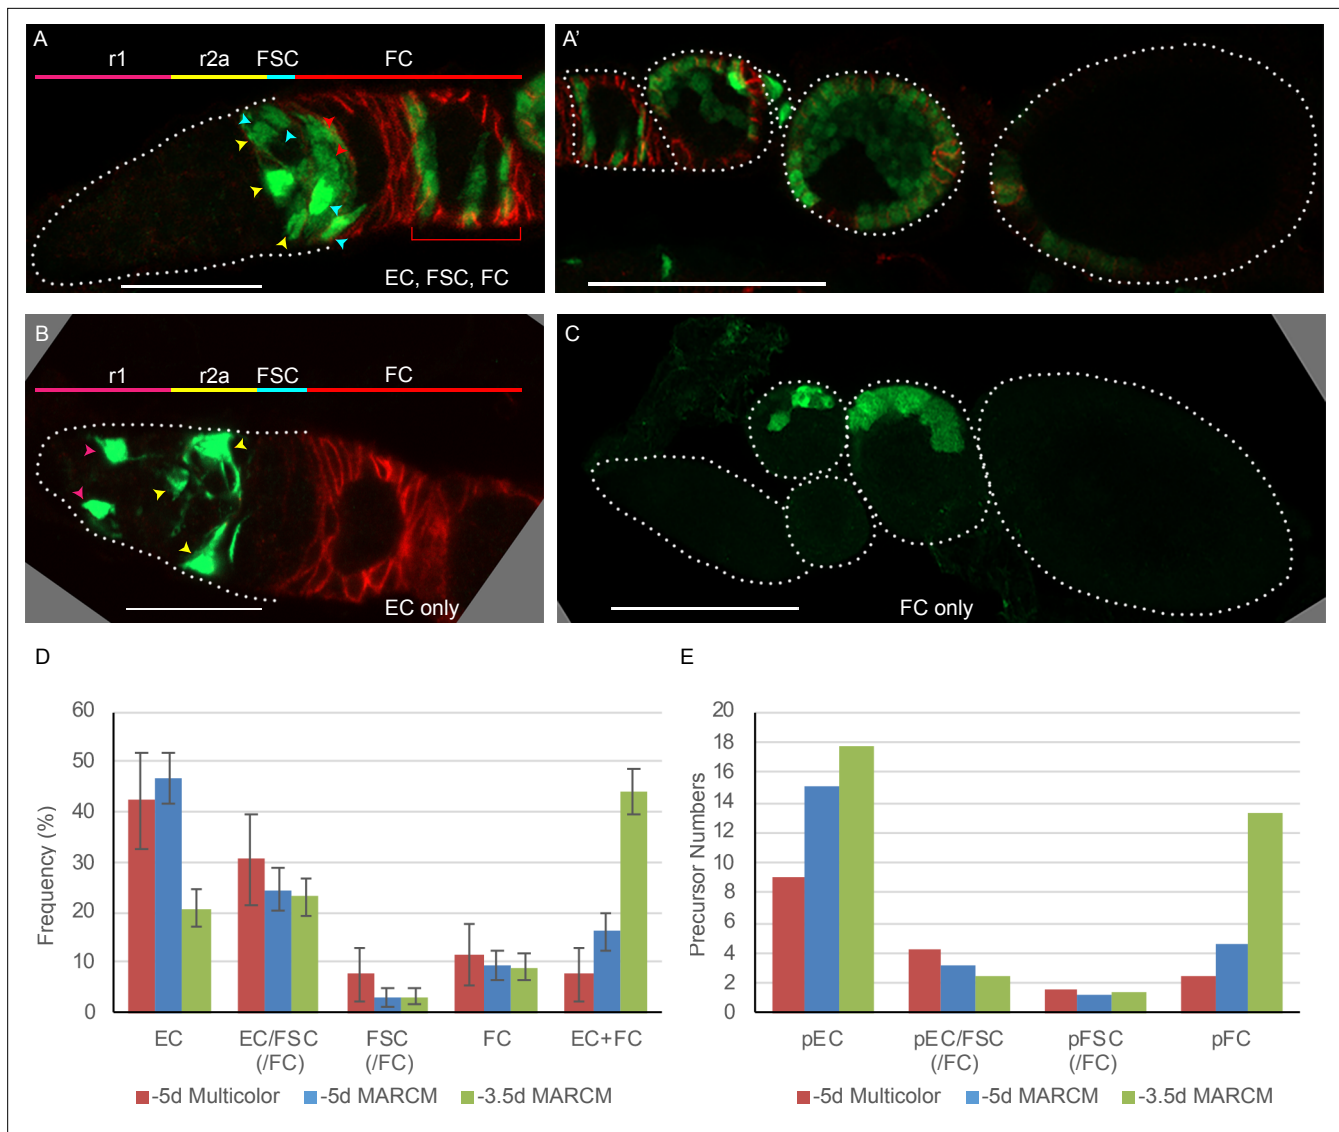 A
r1 r2a FSC FC
EC, FSC, FC
A'
B
r1 r2a FSC FC
EC only
C
FC only
D
Frequency (%)
60
50
40
30
20
10
0
EC EC/FSC (/FC) FSC (/FC) FC EC+FC
-5d Multicolor -5d MARCM -3.5d MARCM
E
Precursor Numbers
20
18
16
14
12
10
8
6
4
2
0
pEC pEC/FSC (/FC) pFSC (/FC) pFC
-5d Multicolor -5d MARCM -3.5d MARCM